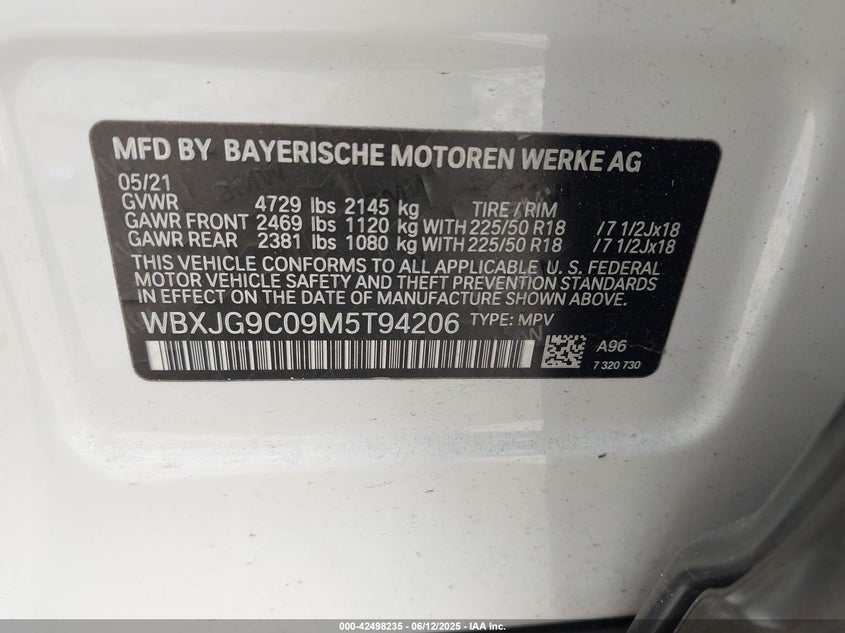 MFD BY BAYERISCHE MOTOREN WERKE AG
05/21
GVWR 4729 lbs 2145 kg TIRE / RIM
GAWR FRONT 2469 lbs 1120 kg WITH 225/50 R18 /7 1/2Jx18
GAWR REAR 2381 lbs 1080 kg WITH 225/50 R18 /7 1/2Jx18
THIS VEHICLE CONFORMS TO ALL APPLICABLE U. S. FEDERAL
MOTOR VEHICLE SAFETY AND THEFT PREVENTION STANDARDS
IN EFFECT ON THE DATE OF MANUFACTURE SHOWN ABOVE.
WBXJG9C09M5T94206 TYPE: MPV
A96
7 320 730
000-42498235 - 06/12/2025 - IAA Inc.